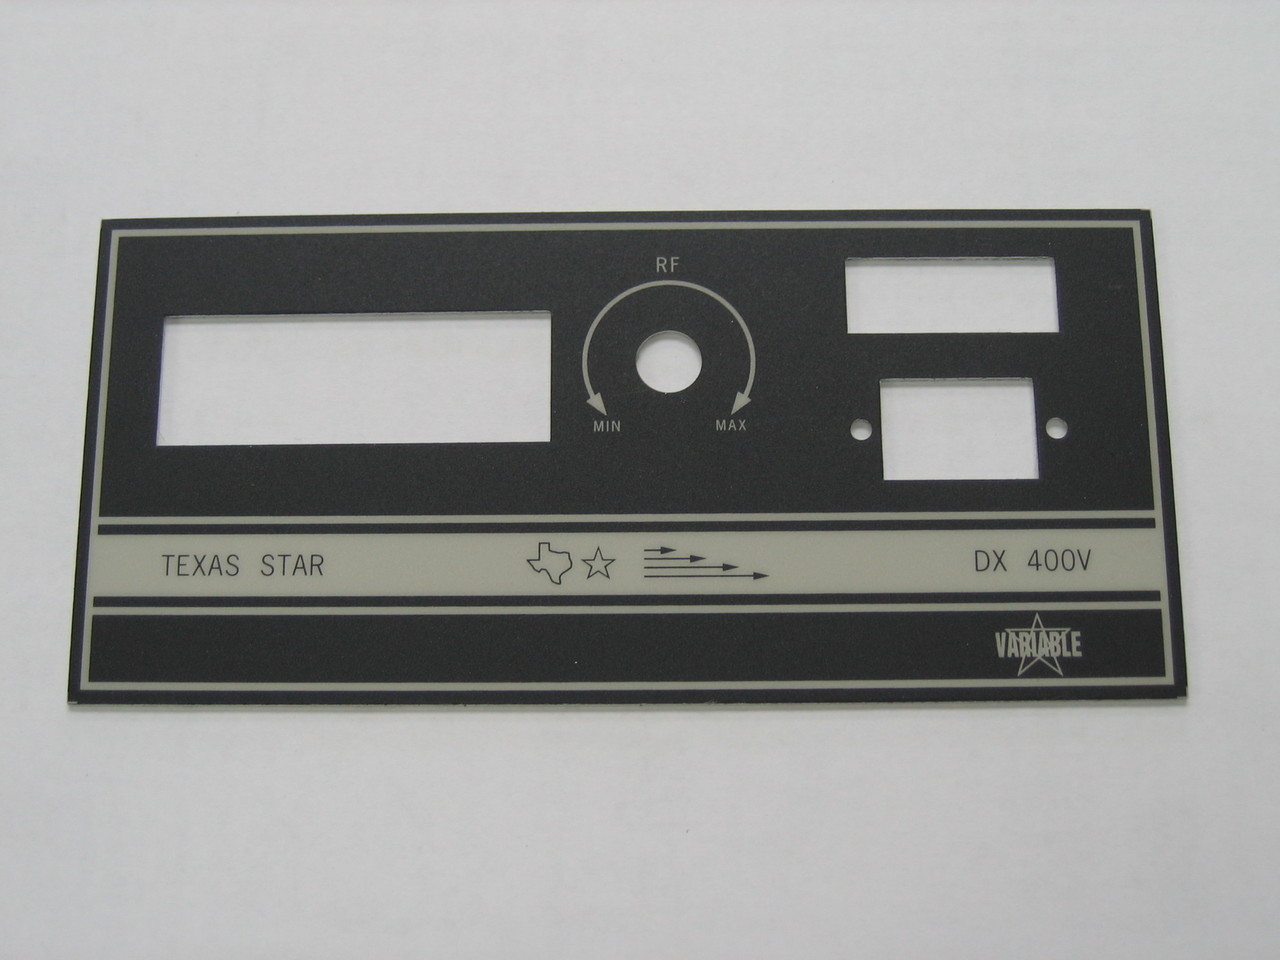 RF
MIN MAX
TEXAS STAR DX 400V
VARIABLE